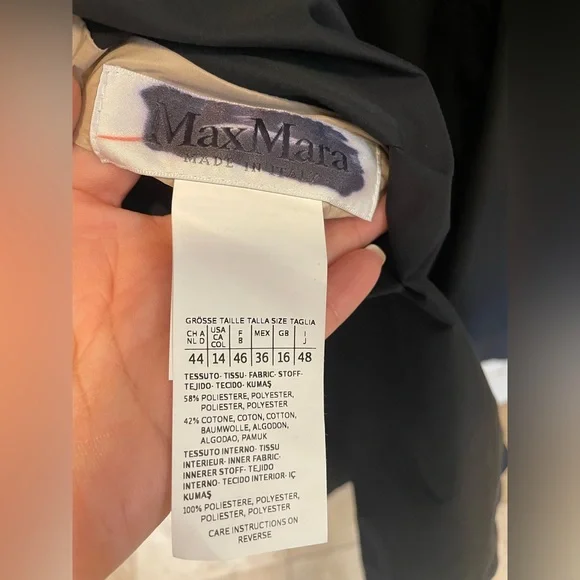 MaxMara
MADE IN ITALY
GRÖSSE TAILLE TALLA SIZE TAGLIA
CH A NL D | USA CA COL | F B | MEX | GB | I J
44 | 14 | 46 | 36 | 16 | 48
TESSUTO- TISSU- FABRIC- STOFF-
TEJIDO- TECIDO- KUMAŞ
58% POLIESTERE, POLYESTER,
POLIESTER, POLYESTER
42% COTONE, COTON, COTTON,
BAUMWOLLE, ALGODON,
ALGODAO, PAMUK
TESSUTO INTERNO- TISSU
INTERIEUR- INNER FABRIC-
INNERER STOFF- TEJIDO
INTERNO- TECIDO INTERIOR- IÇ
KUMAŞ
100% POLIESTERE, POLYESTER,
POLIESTER, POLYESTER
CARE INSTRUCTIONS ON
REVERSE